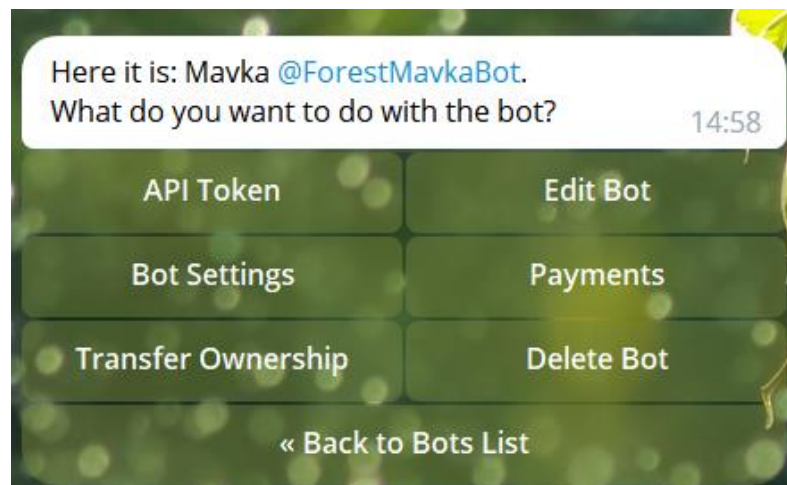 Here it is: Mavka @ForestMavkaBot.
What do you want to do with the bot?
14:58
API Token
Edit Bot
Bot Settings
Payments
Transfer Ownership
Delete Bot
« Back to Bots List